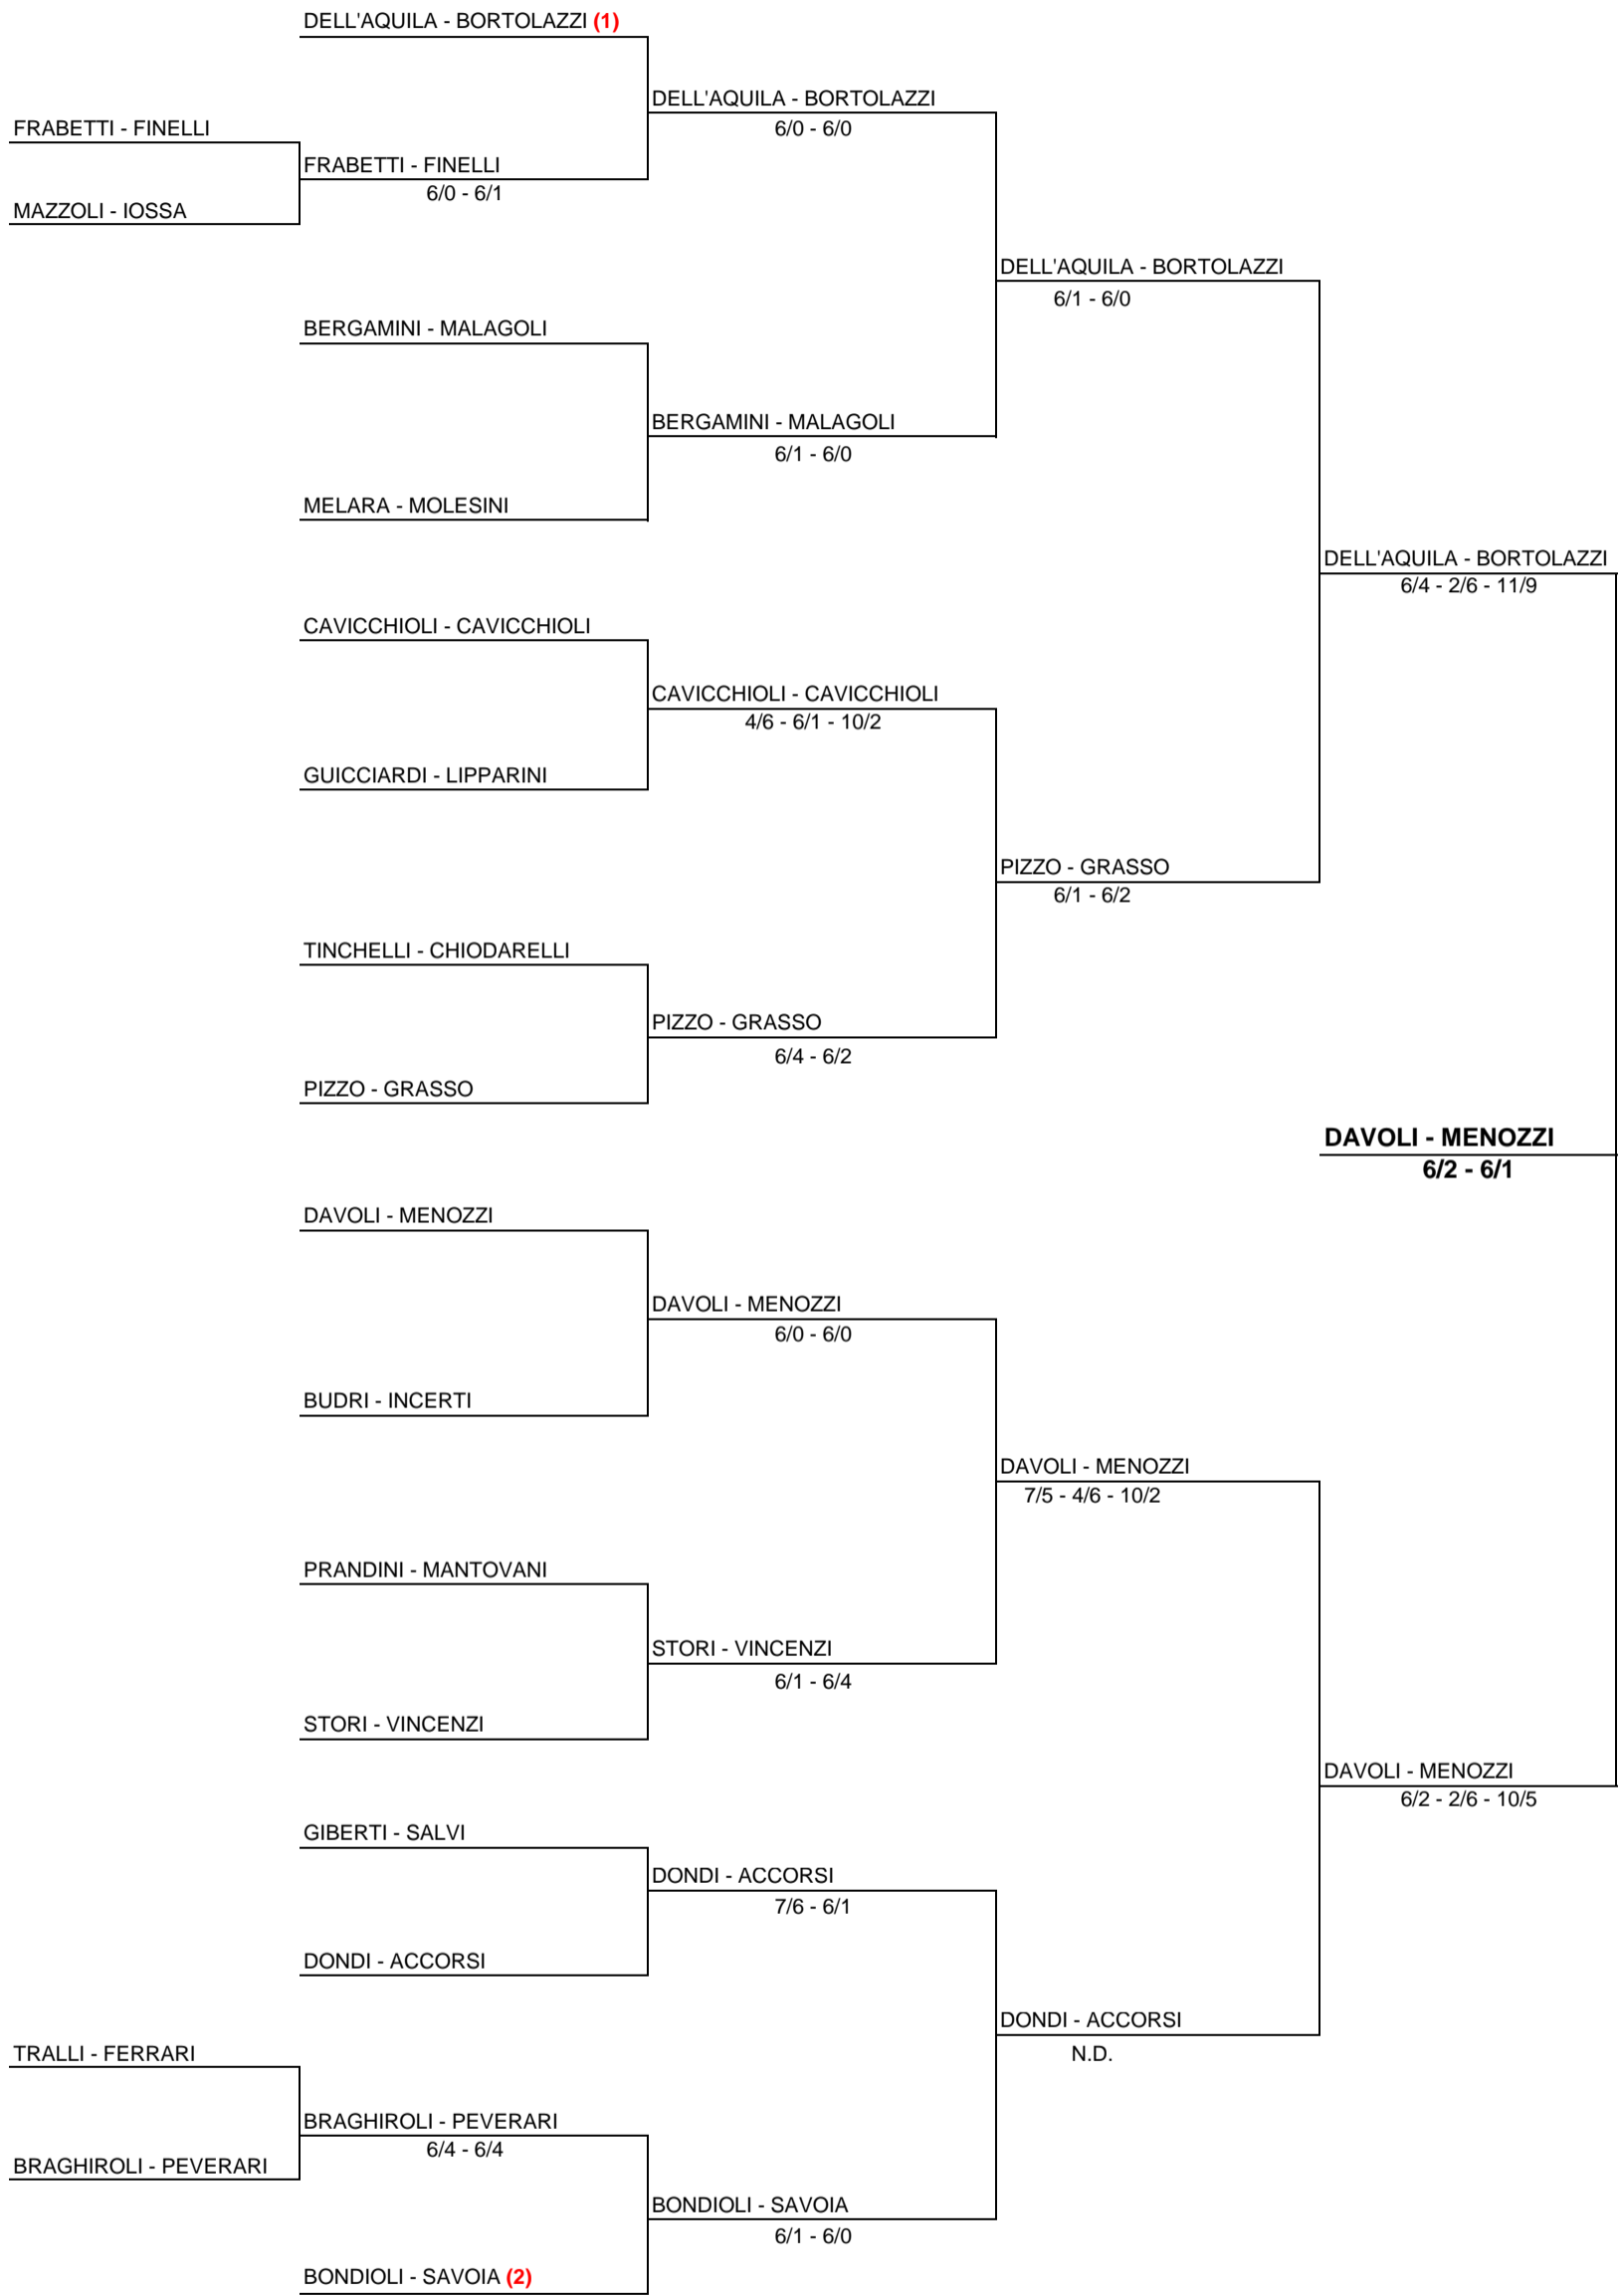 DELL'AQUILA - BORTOLAZZI (1)
DELL'AQUILA - BORTOLAZZI
6/0 - 6/0
FRABETTI - FINELLI
FRABETTI - FINELLI
6/0 - 6/1
MAZZOLI - IOSSA
DELL'AQUILA - BORTOLAZZI
6/1 - 6/0
BERGAMINI - MALAGOLI
BERGAMINI - MALAGOLI
6/1 - 6/0
MELARA - MOLESINI
DELL'AQUILA - BORTOLAZZI
6/4 - 2/6 - 11/9
CAVICCHIOLI - CAVICCHIOLI
CAVICCHIOLI - CAVICCHIOLI
4/6 - 6/1 - 10/2
GUICCIARDI - LIPPARINI
PIZZO - GRASSO
6/1 - 6/2
TINCHELLI - CHIODARELLI
PIZZO - GRASSO
6/4 - 6/2
PIZZO - GRASSO
DAVOLI - MENOZZI
6/2 - 6/1
DAVOLI - MENOZZI
DAVOLI - MENOZZI
6/0 - 6/0
BUDRI - INCERTI
DAVOLI - MENOZZI
7/5 - 4/6 - 10/2
PRANDINI - MANTOVANI
STORI - VINCENZI
6/1 - 6/4
STORI - VINCENZI
DAVOLI - MENOZZI
6/2 - 2/6 - 10/5
GIBERTI - SALVI
DONDI - ACCORSI
7/6 - 6/1
DONDI - ACCORSI
DONDI - ACCORSI
N.D.
TRALLI - FERRARI
BRAGHIROLI - PEVERARI
6/4 - 6/4
BRAGHIROLI - PEVERARI
BONDIOLI - SAVOIA
6/1 - 6/0
BONDIOLI - SAVOIA (2)